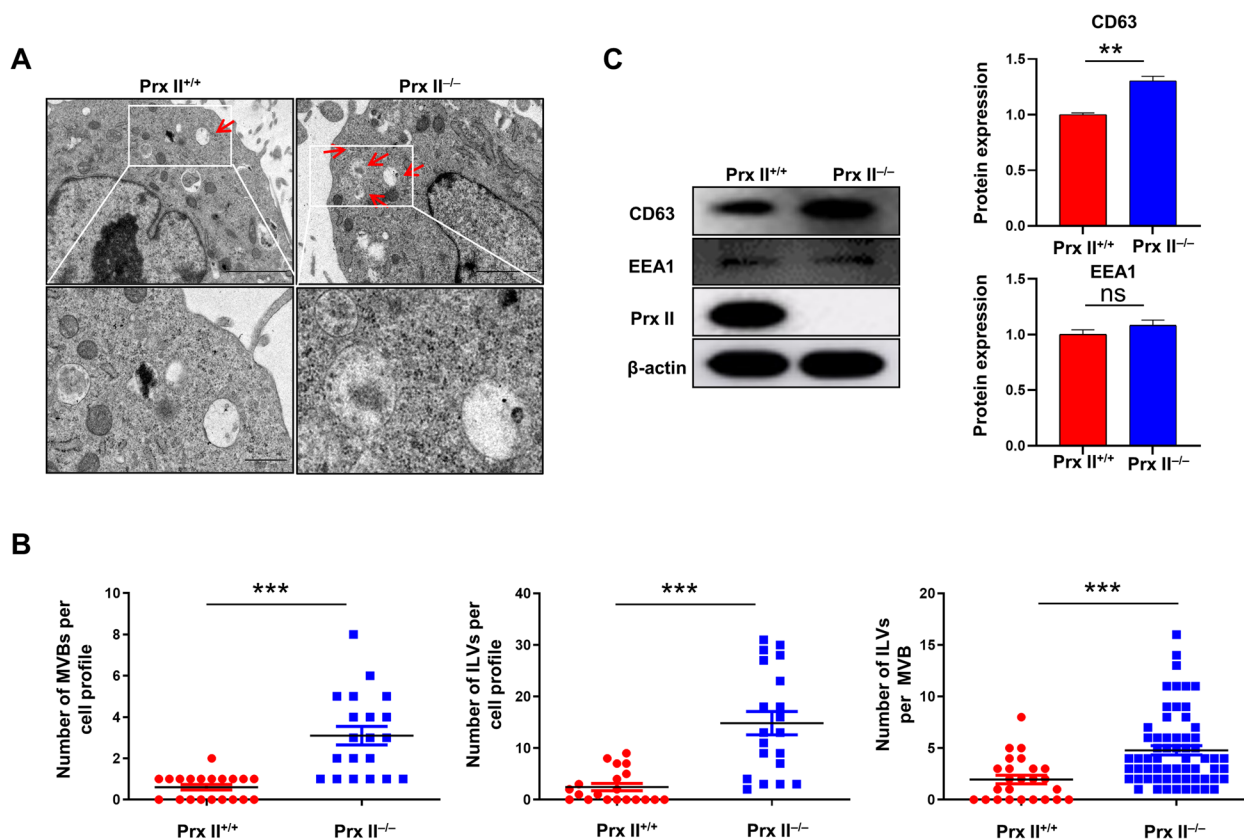 A
Prx II+/+
Prx II–/–
C
Prx II+/+
Prx II–/–
CD63
EEA1
Prx II
β-actin
CD63
**
Protein expression
1.5
1.0
0.5
0.0
Prx II+/+
Prx II–/–
EEA1
ns
Protein expression
1.5
1.0
0.5
0.0
Prx II+/+
Prx II–/–
B
***
Number of MVBs per
cell profile
10
8
6
4
2
0
Prx II+/+
Prx II–/–
***
Number of ILVs per
cell profile
40
30
20
10
0
Prx II+/+
Prx II–/–
***
Number of ILVs
per MVB
20
15
10
5
0
Prx II+/+
Prx II–/–